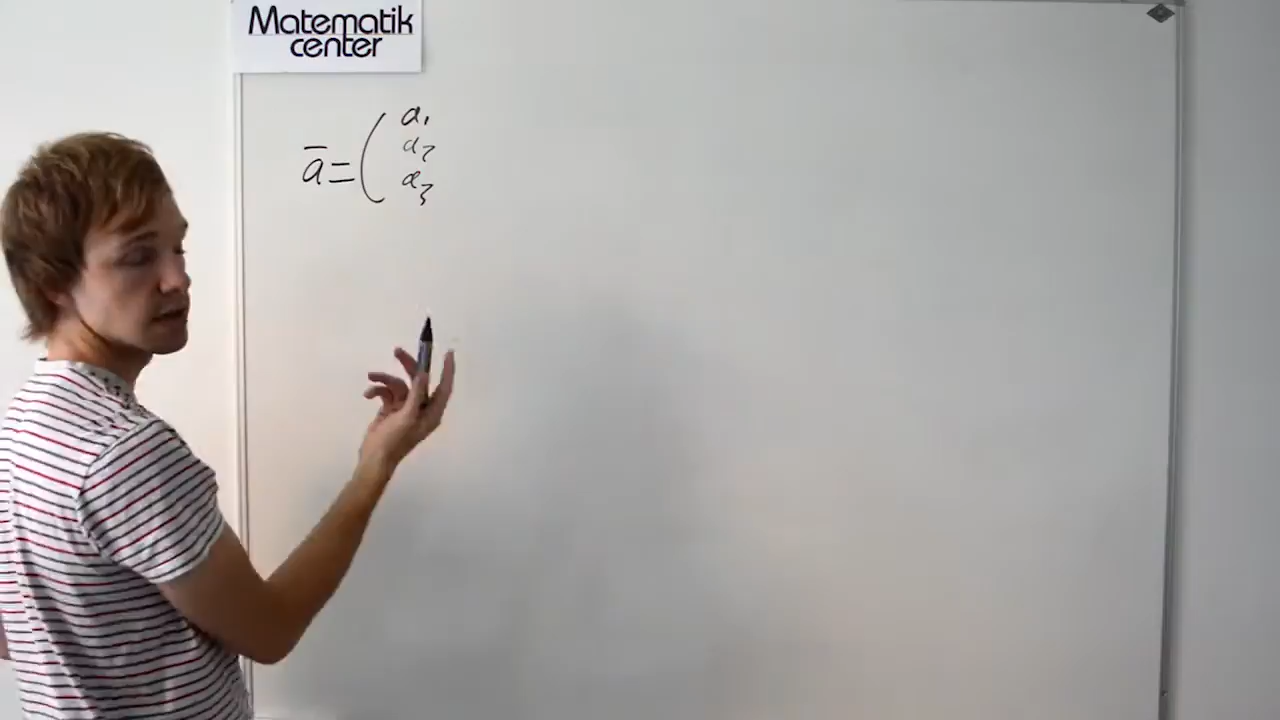 Matematik
center
a₁
a₂
a̅ = (
a₃